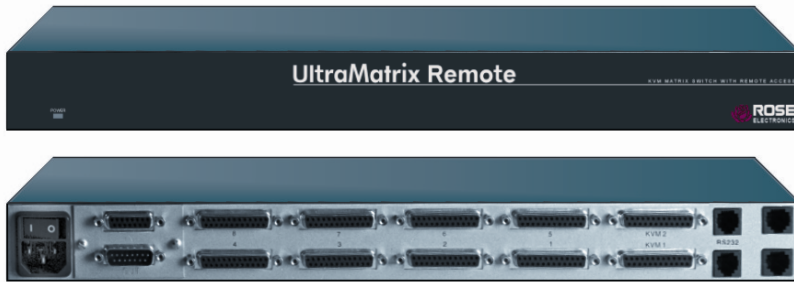 UltraMatrix Remote
KVM MATRIX SWITCH WITH REMOTE ACCESS
POWER
ROSE
ELECTRONICS
I O
8 7 6 5 KVM 2
4 3 2 1 KVM 1
RS232